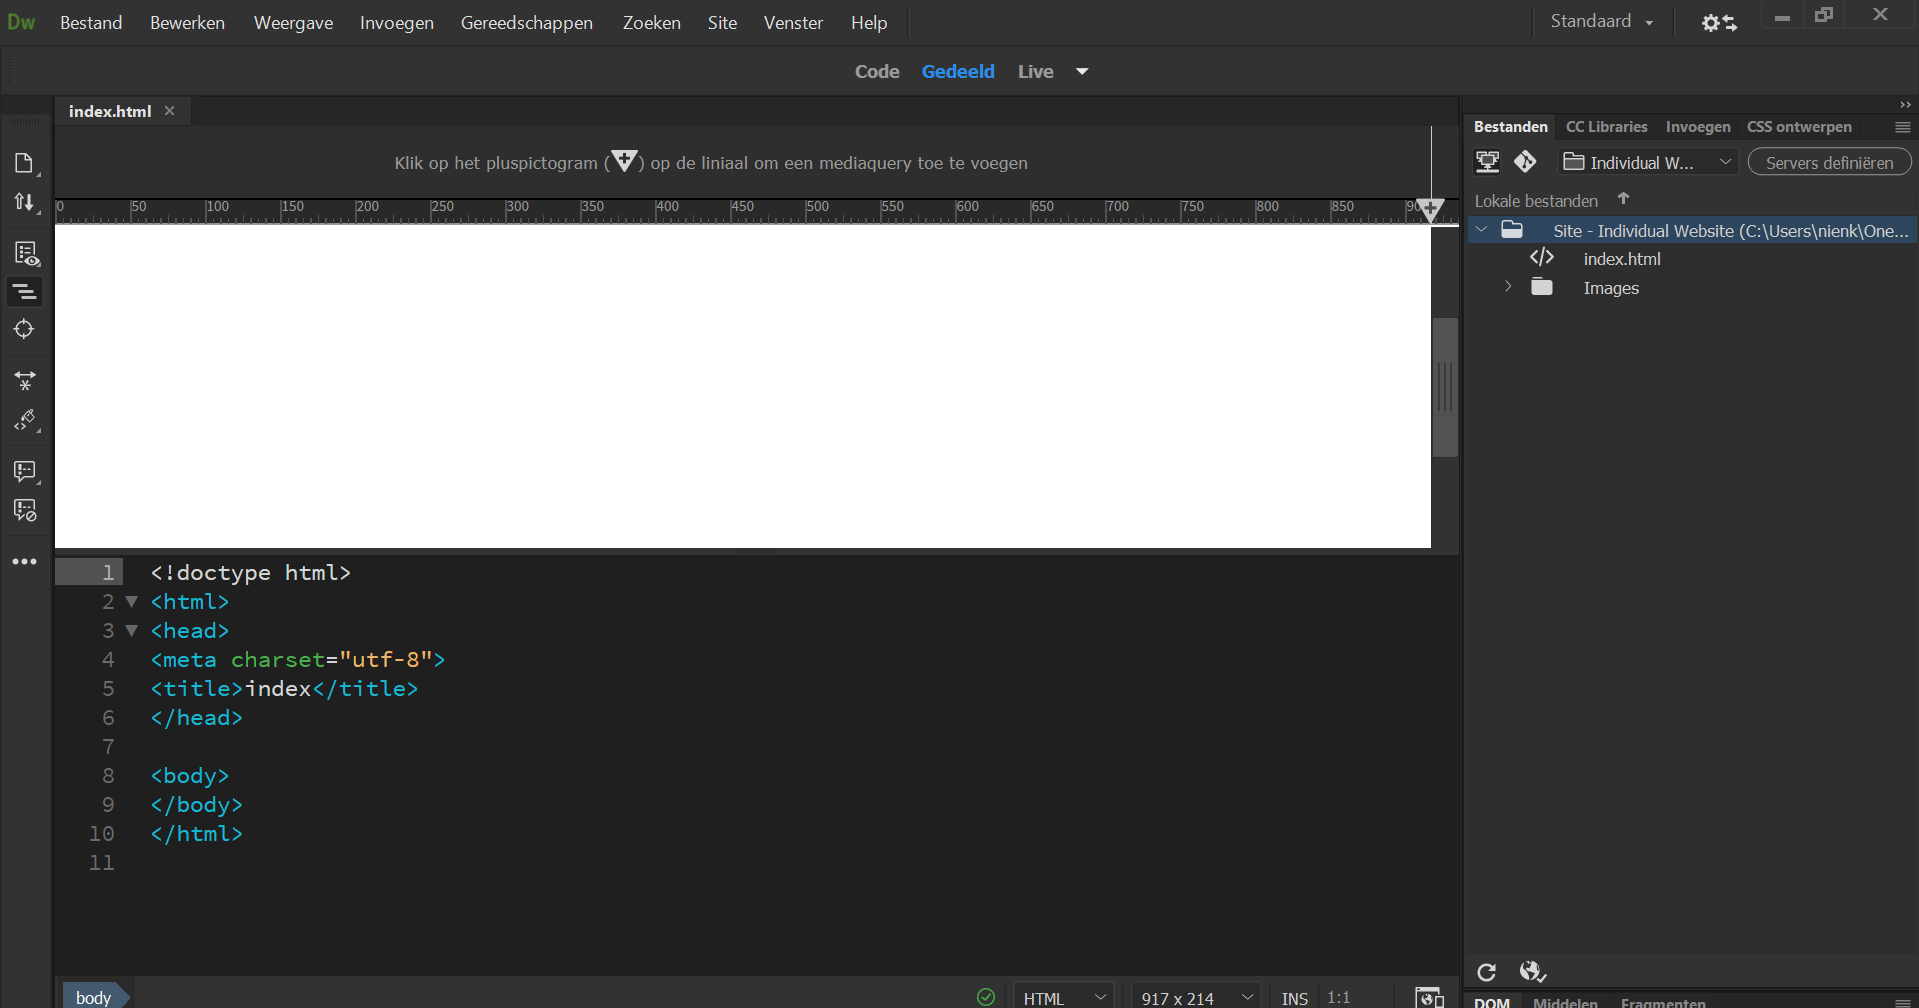 Dw Bestand Bewerken Weergave Invoegen Gereedschappen Zoeken Site Venster Help Standaard
Code Gedeeld Live
index.html
Klik op het pluspictogram ( ) op de liniaal om een mediaquery toe te voegen
0 50 100 150 200 250 300 350 400 450 500 550 600 650 700 750 800 850 90
1 <!doctype html>
2 <html>
3 <head>
4 <meta charset="utf-8">
5 <title>index</title>
6 </head>
7
8 <body>
9 </body>
10 </html>
11
body HTML 917 x 214 INS 1:1
Bestanden CC Libraries Invoegen CSS ontwerpen
Individual W... Servers definiëren
Lokale bestanden
Site - Individual Website (C:\Users\nienk\One...
index.html
Images
DOM Middelen Fragmenten